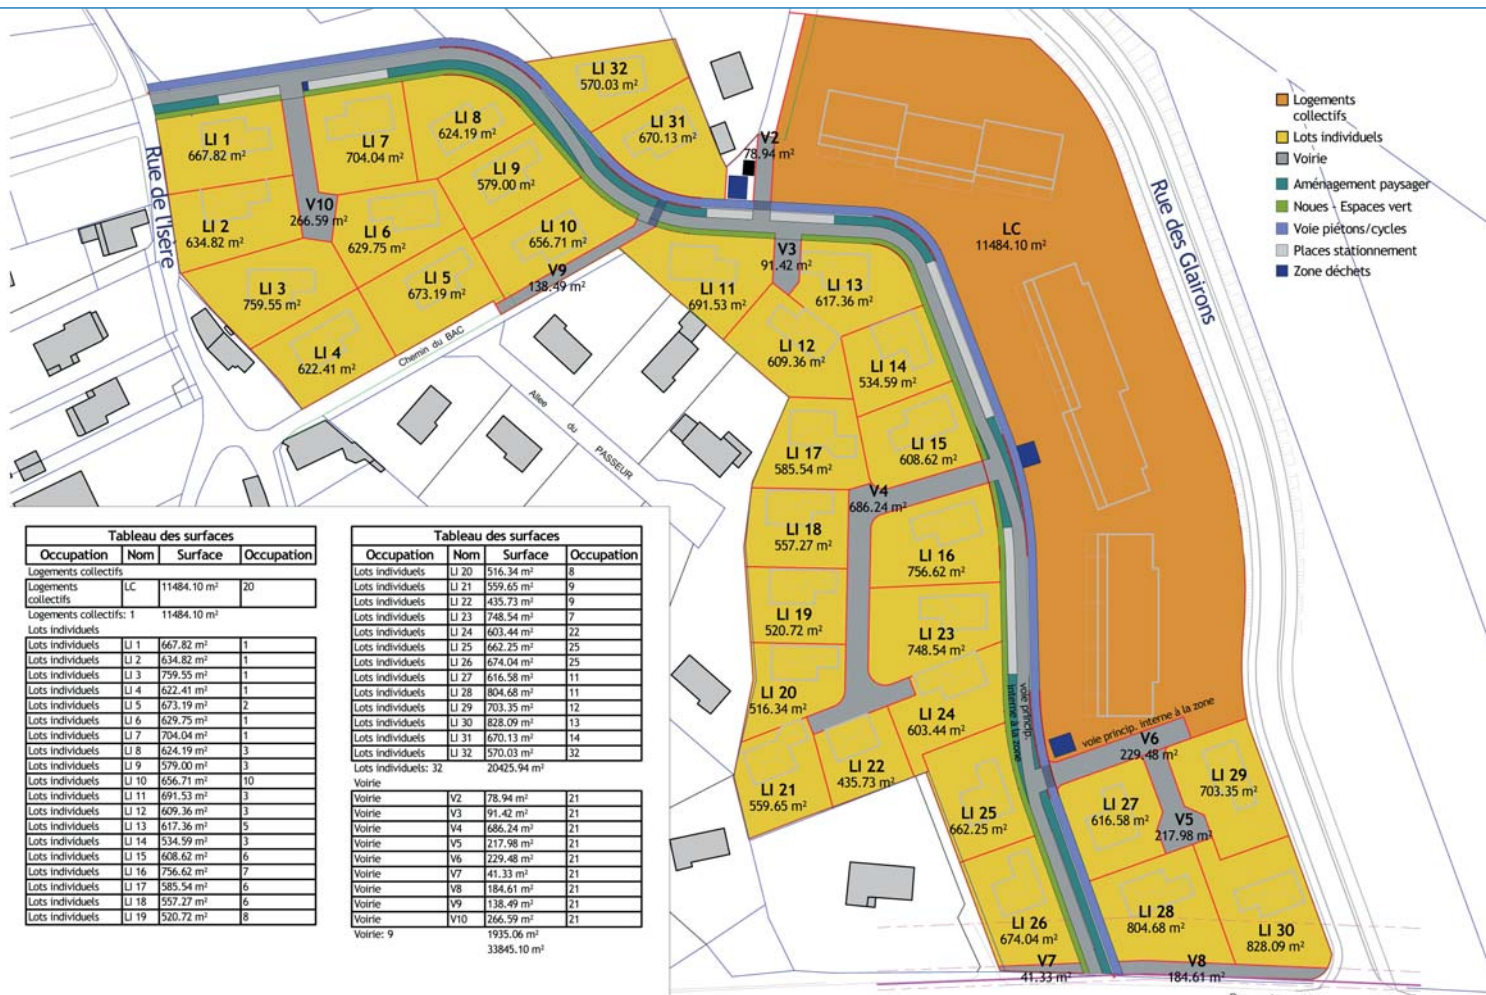 LI 32
570.03 m²
LI 31
670.13 m²
LI 8
624.19 m²
LI 7
704.04 m²
LI 1
667.82 m²
LI 9
579.00 m²
V2
78.94 m²
V10
266.59 m²
LI 2
634.82 m²
LI 6
629.75 m²
LI 10
656.71 m²
LI 3
759.55 m²
LI 5
673.19 m²
V9
138.49 m²
LI 4
622.41 m²
Rue de l'Isère
Chemin du BAC
Allee
du
PASSEUR
LC
11484.10 m²
Rue des Glairons
V3
91.42 m²
LI 11
691.53 m²
LI 13
617.36 m²
LI 12
609.36 m²
LI 14
534.59 m²
LI 15
608.62 m²
LI 17
585.54 m²
V4
686.24 m²
LI 18
557.27 m²
LI 16
756.62 m²
LI 19
520.72 m²
LI 23
748.54 m²
LI 20
516.34 m²
LI 24
603.44 m²
LI 22
435.73 m²
LI 21
559.65 m²
voie princip.
interne à la zone
voie princip. interne à la zone
V6
229.48 m²
LI 29
703.35 m²
LI 27
616.58 m²
V5
217.98 m²
LI 25
662.25 m²
LI 26
674.04 m²
LI 28
804.68 m²
LI 30
828.09 m²
V7
41.33 m²
V8
184.61 m²
Logements
collectifs
Lots individuels
Voirie
Aménagement paysager
Noues - Espaces vert
Voie piétons/cycles
Places stationnement
Zone déchets
Tableau des surfaces
Occupation Nom Surface Occupation
Logements collectifs
Logements LC 11484.10 m² 20
collectifs
Logements collectifs: 1 11484.10 m²
Lots individuels
Lots individuels LI 1 667.82 m² 1
Lots individuels LI 2 634.82 m² 1
Lots individuels LI 3 759.55 m² 1
Lots individuels LI 4 622.41 m² 1
Lots individuels LI 5 673.19 m² 2
Lots individuels LI 6 629.75 m² 1
Lots individuels LI 7 704.04 m² 1
Lots individuels LI 8 624.19 m² 3
Lots individuels LI 9 579.00 m² 3
Lots individuels LI 10 656.71 m² 10
Lots individuels LI 11 691.53 m² 3
Lots individuels LI 12 609.36 m² 3
Lots individuels LI 13 617.36 m² 5
Lots individuels LI 14 534.59 m² 3
Lots individuels LI 15 608.62 m² 6
Lots individuels LI 16 756.62 m² 7
Lots individuels LI 17 585.54 m² 6
Lots individuels LI 18 557.27 m² 6
Lots individuels LI 19 520.72 m² 8
Tableau des surfaces
Occupation Nom Surface Occupation
Lots individuels LI 20 516.34 m² 8
Lots individuels LI 21 559.65 m² 9
Lots individuels LI 22 435.73 m² 9
Lots individuels LI 23 748.54 m² 7
Lots individuels LI 24 603.44 m² 22
Lots individuels LI 25 662.25 m² 25
Lots individuels LI 26 674.04 m² 25
Lots individuels LI 27 616.58 m² 11
Lots individuels LI 28 804.68 m² 11
Lots individuels LI 29 703.35 m² 12
Lots individuels LI 30 828.09 m² 13
Lots individuels LI 31 670.13 m² 14
Lots individuels LI 32 570.03 m² 32
Lots individuels: 32 20425.94 m²
Voirie
Voirie V2 78.94 m² 21
Voirie V3 91.42 m² 21
Voirie V4 686.24 m² 21
Voirie V5 217.98 m² 21
Voirie V6 229.48 m² 21
Voirie V7 41.33 m² 21
Voirie V8 184.61 m² 21
Voirie V9 138.49 m² 21
Voirie V10 266.59 m² 21
Voirie: 9 1935.06 m²
33845.10 m²